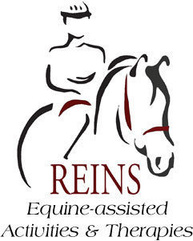 REINS
Equine-assisted
Activities & Therapies